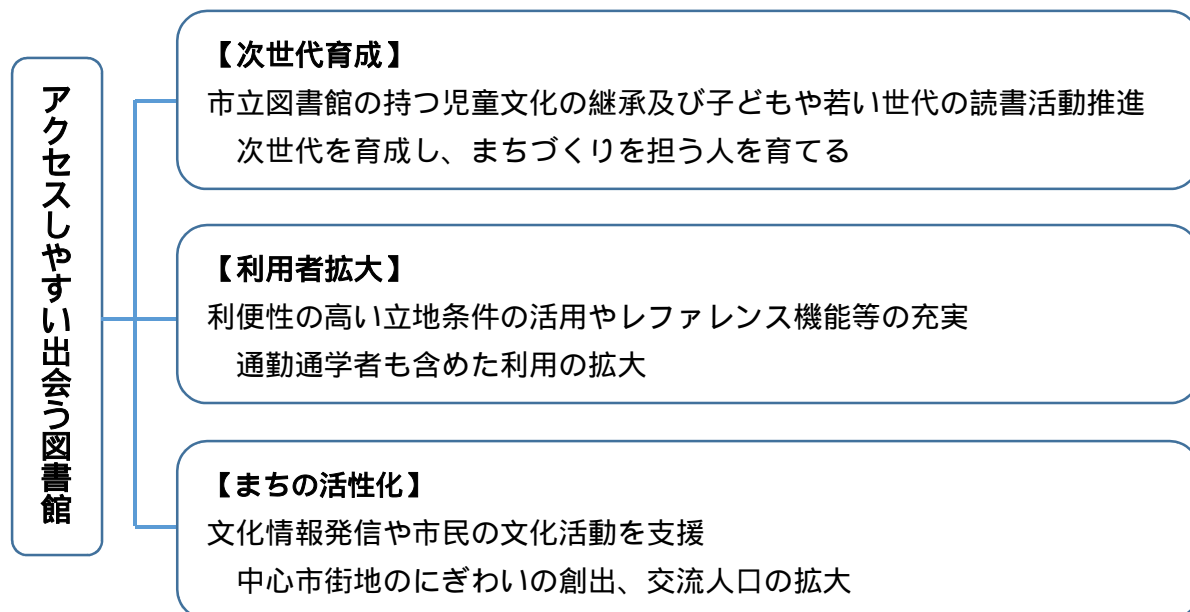 アクセスしやすい出会う図書館
【次世代育成】
市立図書館の持つ児童文化の継承及び子どもや若い世代の読書活動推進
次世代を育成し、まちづくりを担う人を育てる
【利用者拡大】
利便性の高い立地条件の活用やレファレンス機能等の充実
通勤通学者も含めた利用の拡大
【まちの活性化】
文化情報発信や市民の文化活動を支援
中心市街地のにぎわいの創出、交流人口の拡大